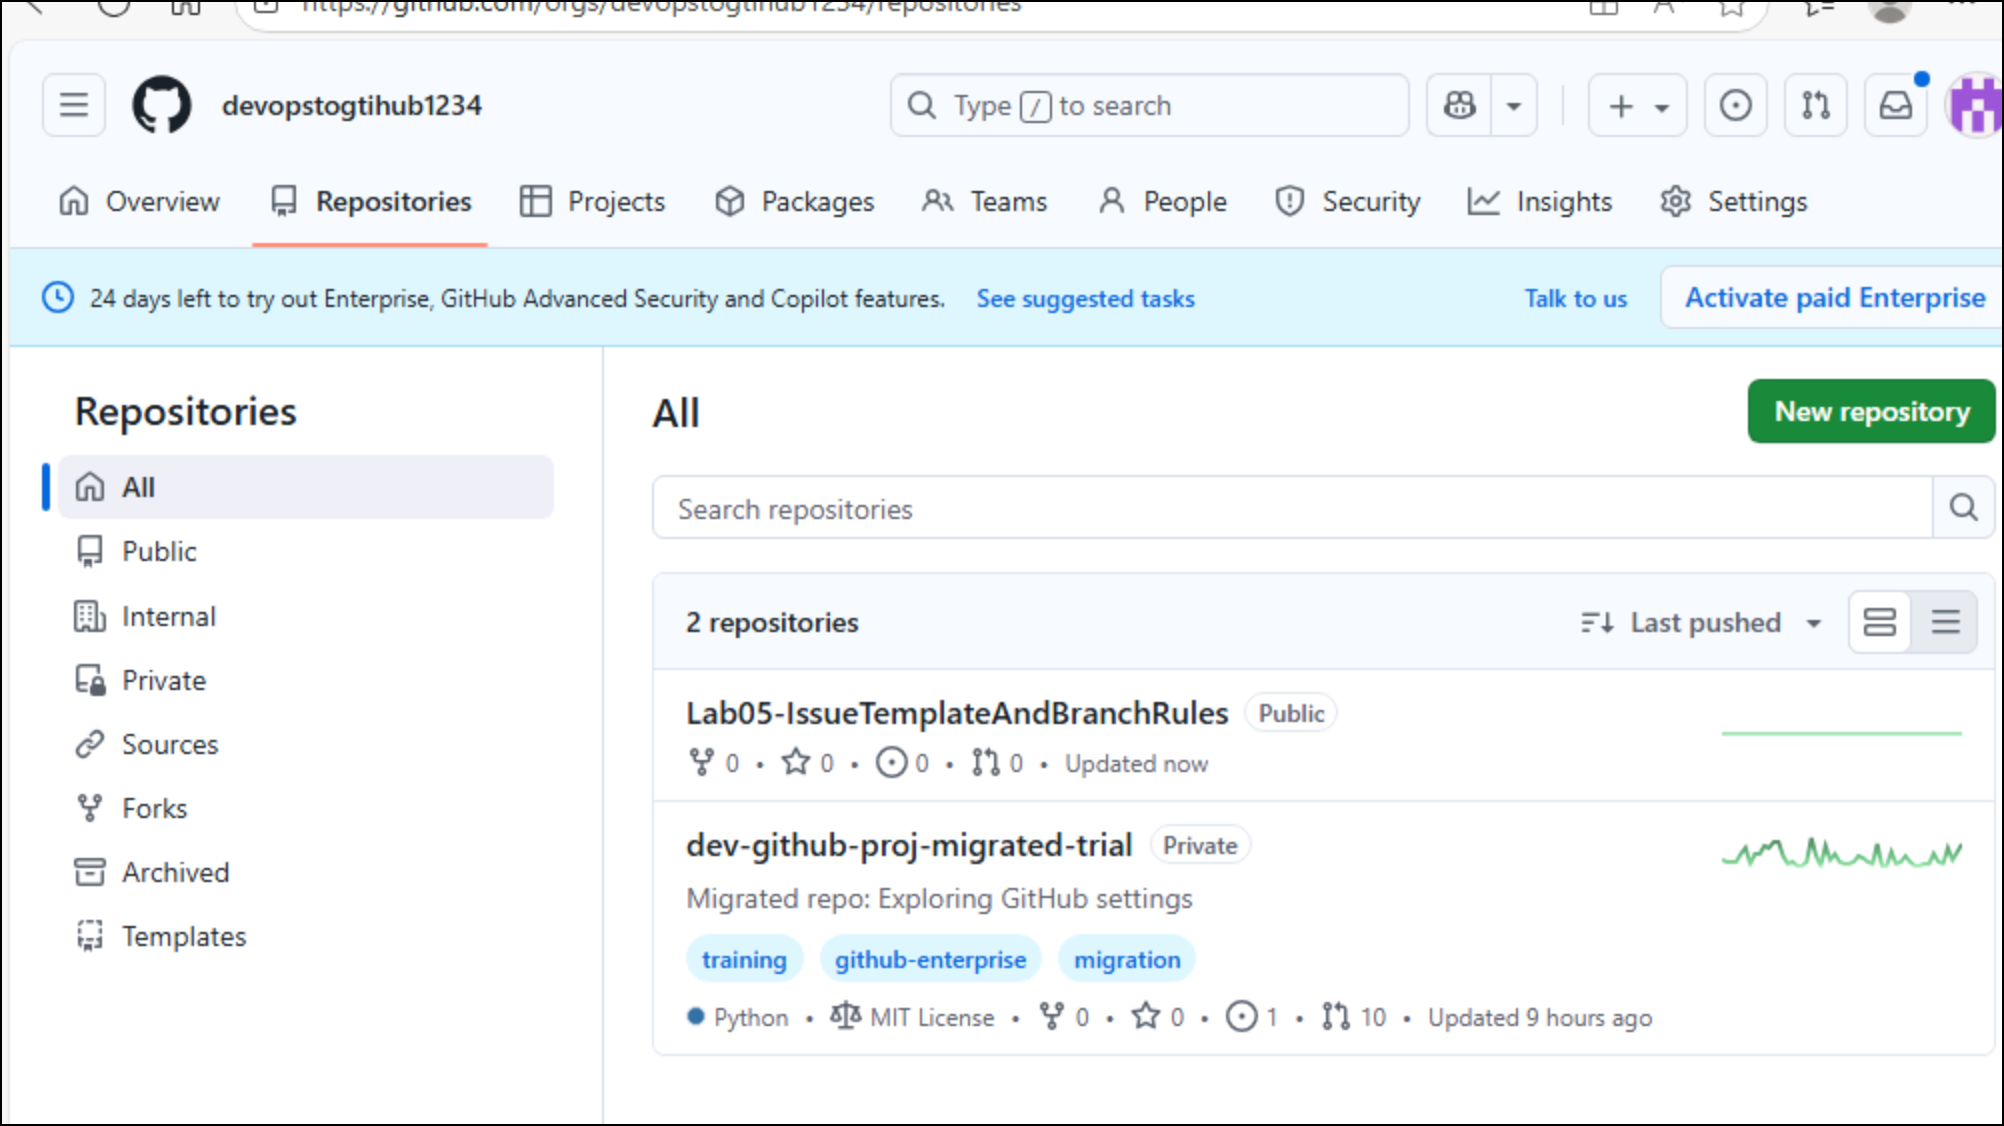 https://github.com/orgs/devopstogtihub1234/repositories
devopstogtihub1234
Type / to search
Overview Repositories Projects Packages Teams People Security Insights Settings
24 days left to try out Enterprise, GitHub Advanced Security and Copilot features. See suggested tasks Talk to us Activate paid Enterprise
Repositories
All
Public
Internal
Private
Sources
Forks
Archived
Templates
All
New repository
Search repositories
2 repositories Last pushed
Lab05-IssueTemplateAndBranchRules Public
0 • 0 • 0 • 0 • Updated now
dev-github-proj-migrated-trial Private
Migrated repo: Exploring GitHub settings
training github-enterprise migration
Python • MIT License • 0 • 0 • 1 • 10 • Updated 9 hours ago